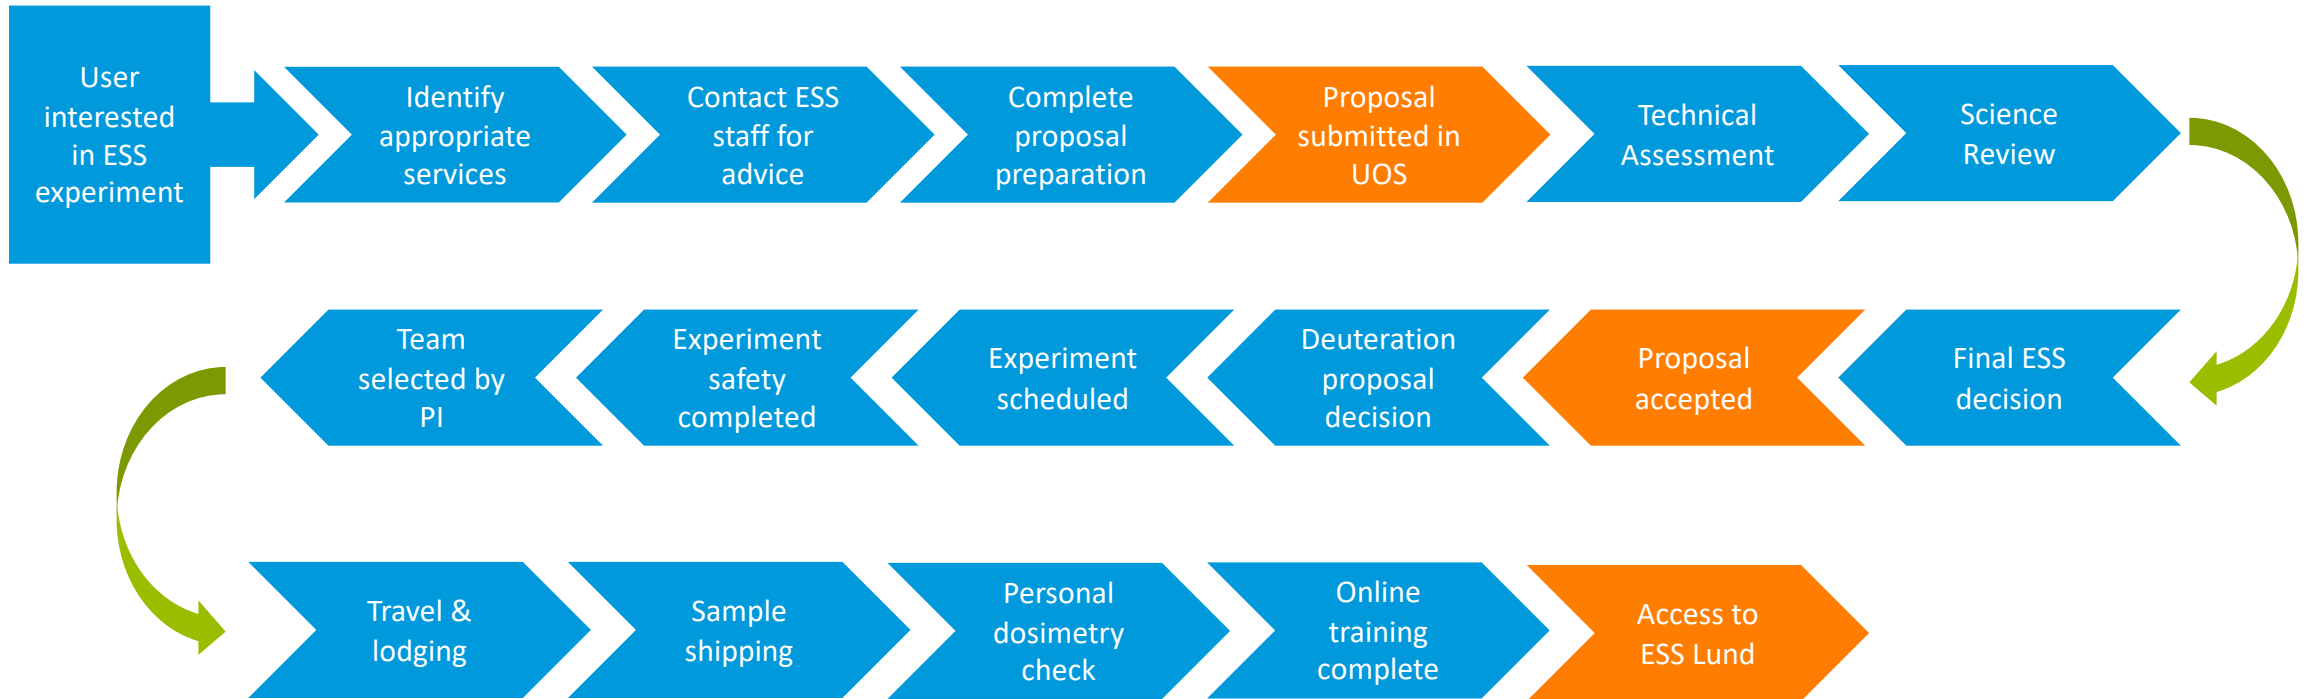 User
interested
in ESS
experiment
Identify
appropriate
services
Contact ESS
staff for
advice
Complete
proposal
preparation
Proposal
submitted in
UOS
Technical
Assessment
Science
Review
Final ESS
decision
Proposal
accepted
Deuteration
proposal
decision
Experiment
scheduled
Experiment
safety
completed
Team
selected by
PI
Travel &
lodging
Sample
shipping
Personal
dosimetry
check
Online
training
complete
Access to
ESS Lund